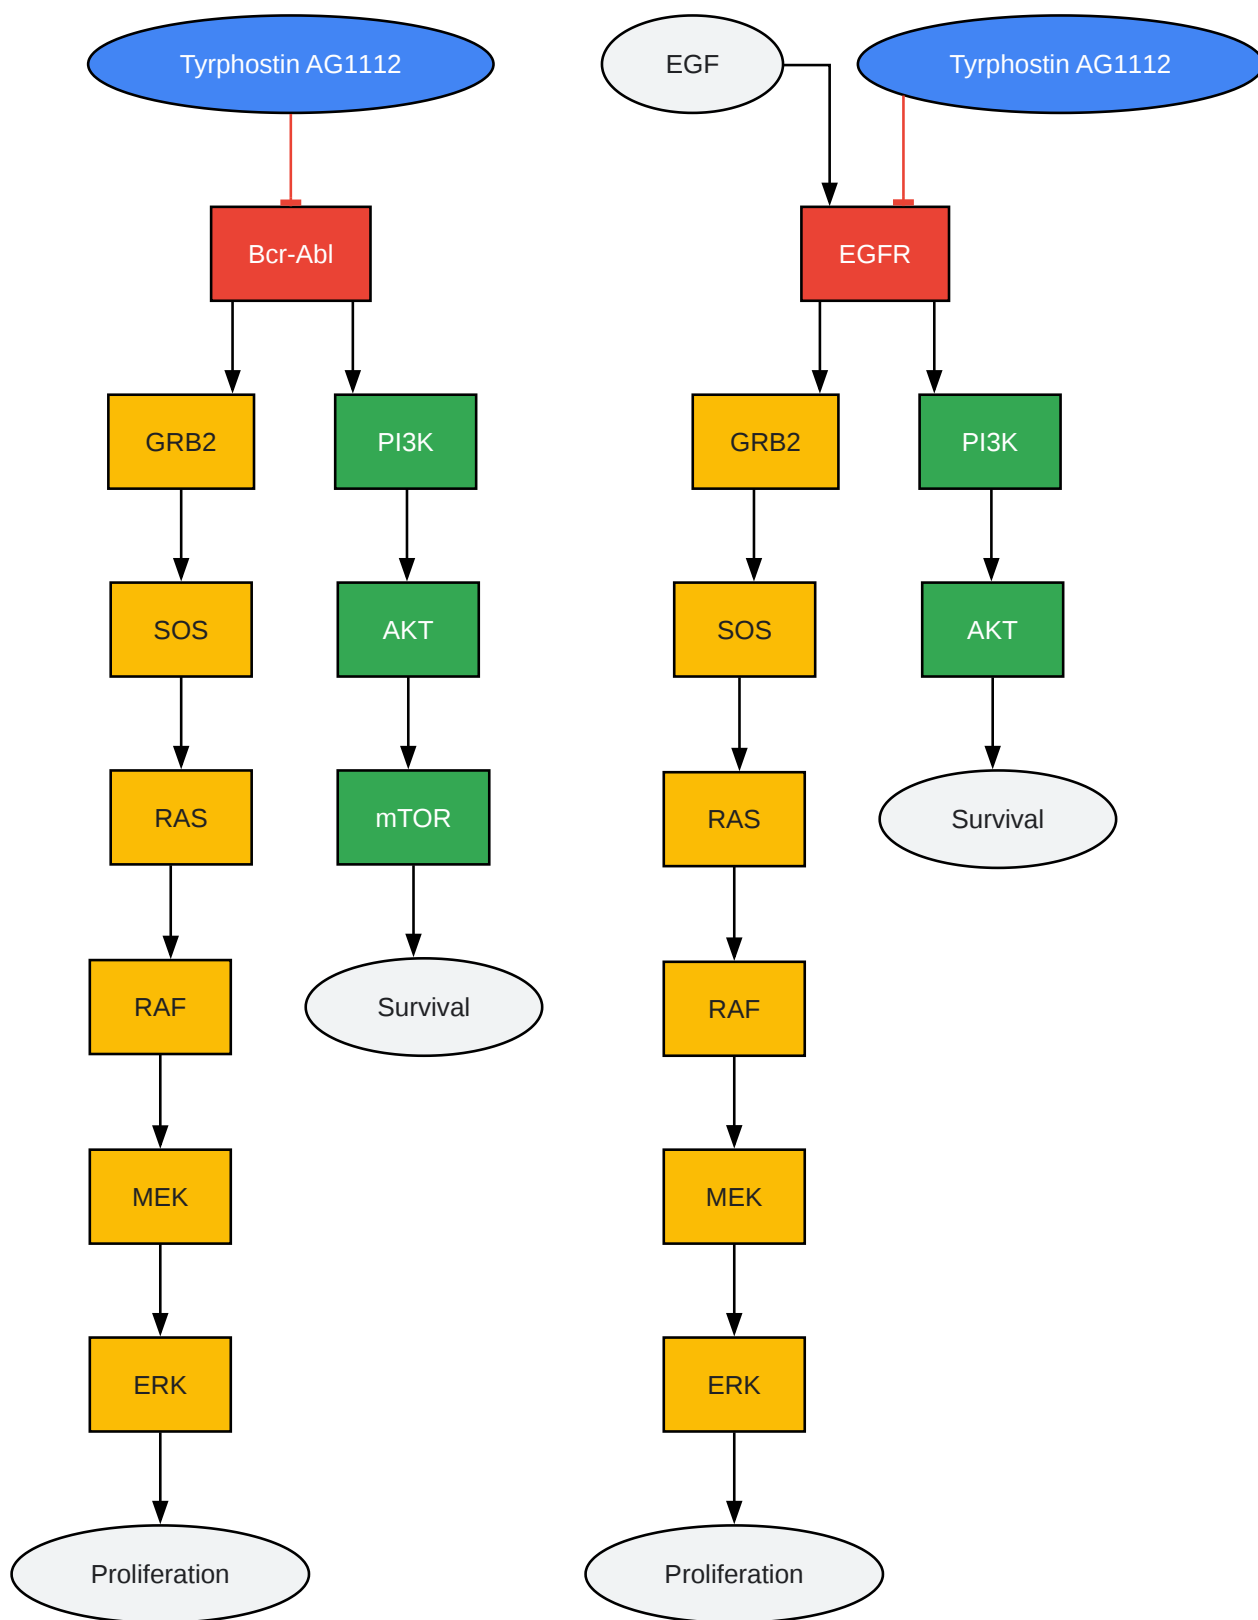 Tyrphostin AG1112
Bcr-Abl
GRB2
PI3K
SOS
AKT
RAS
mTOR
RAF
Survival
MEK
ERK
Proliferation
EGF
Tyrphostin AG1112
EGFR
GRB2
PI3K
SOS
AKT
RAS
Survival
RAF
MEK
ERK
Proliferation